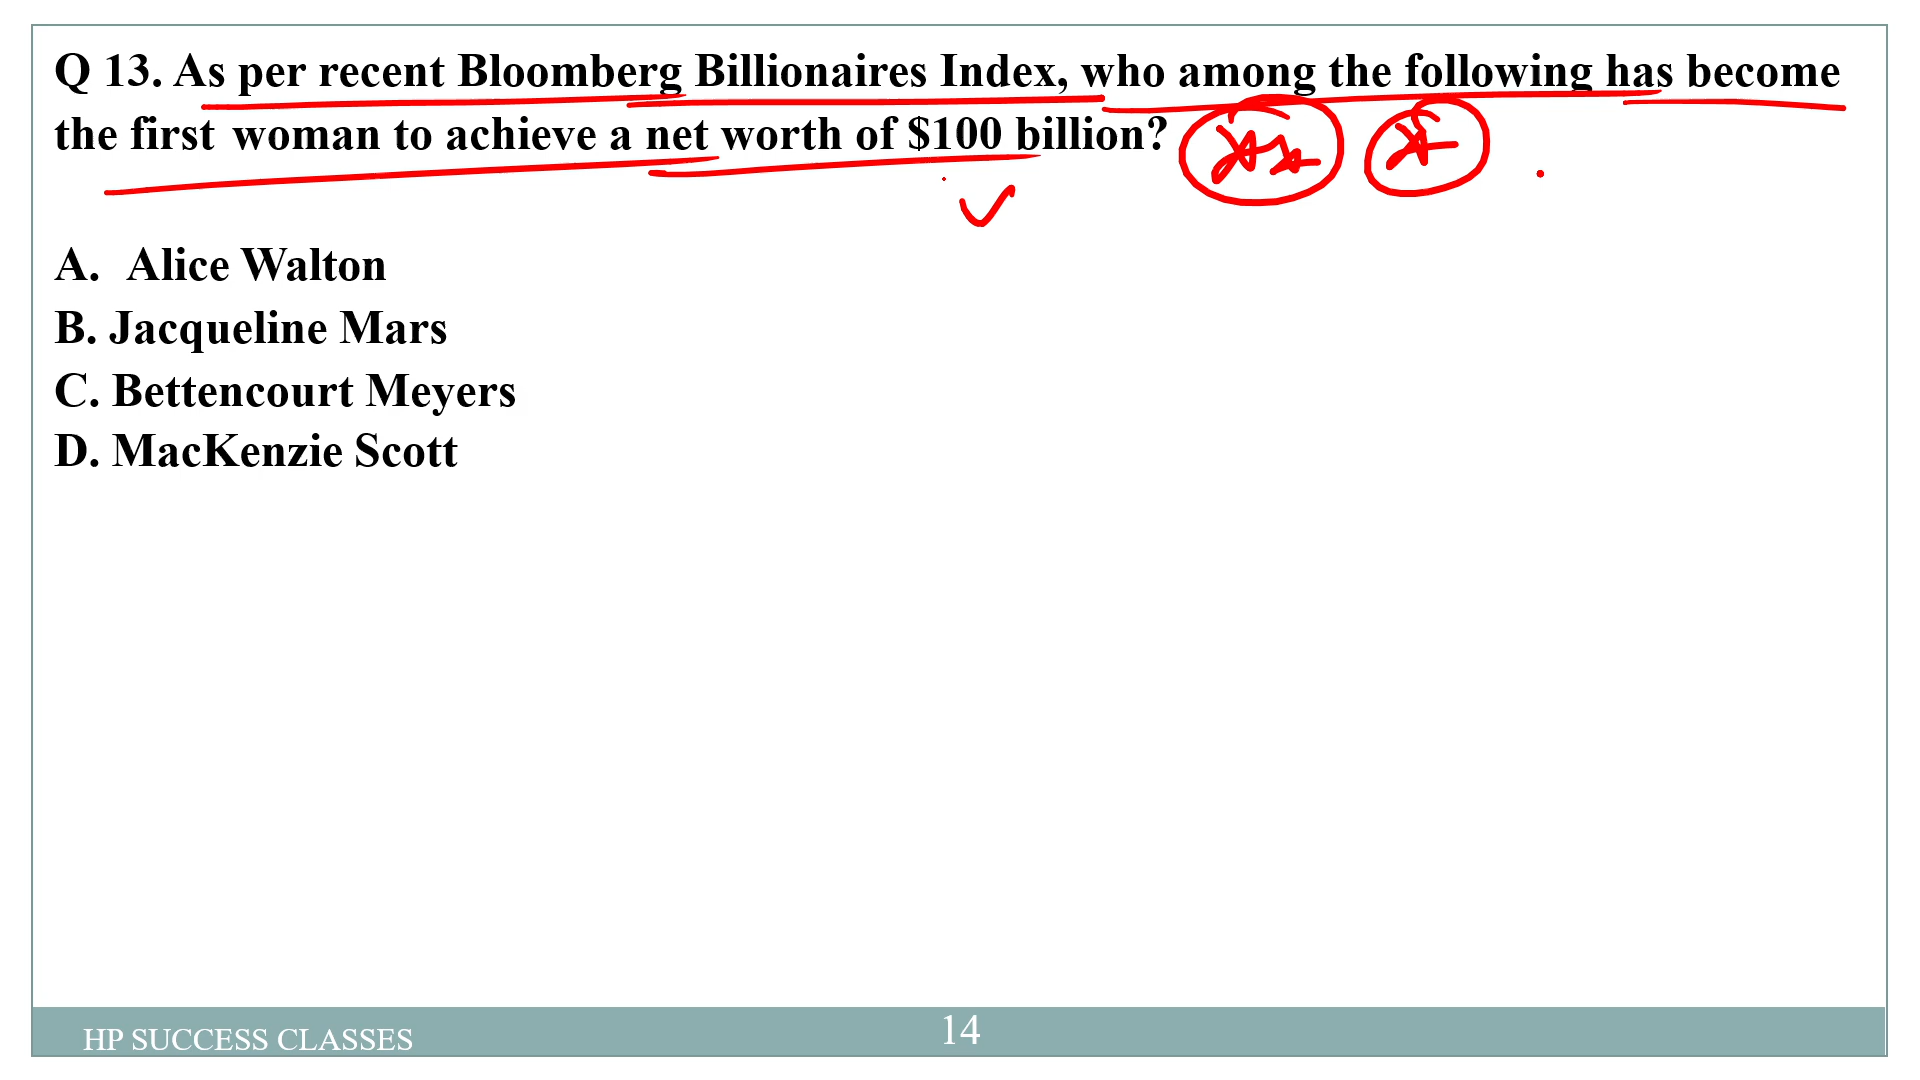 Q 13. As per recent Bloomberg Billionaires Index, who among the following has become
the first woman to achieve a net worth of $100 billion?
A. Alice Walton
B. Jacqueline Mars
C. Bettencourt Meyers
D. MacKenzie Scott
HP SUCCESS CLASSES
14